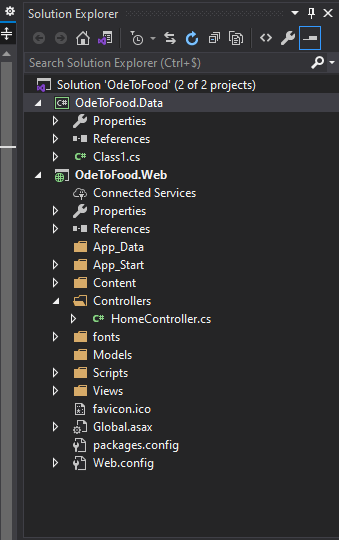 Solution Explorer
Search Solution Explorer (Ctrl+$)
Solution 'OdeToFood' (2 of 2 projects)
C# OdeToFood.Data
Properties
References
C# Class1.cs
OdeToFood.Web
Connected Services
Properties
References
App_Data
App_Start
Content
Controllers
C# HomeController.cs
fonts
Models
Scripts
Views
favicon.ico
Global.asax
packages.config
Web.config